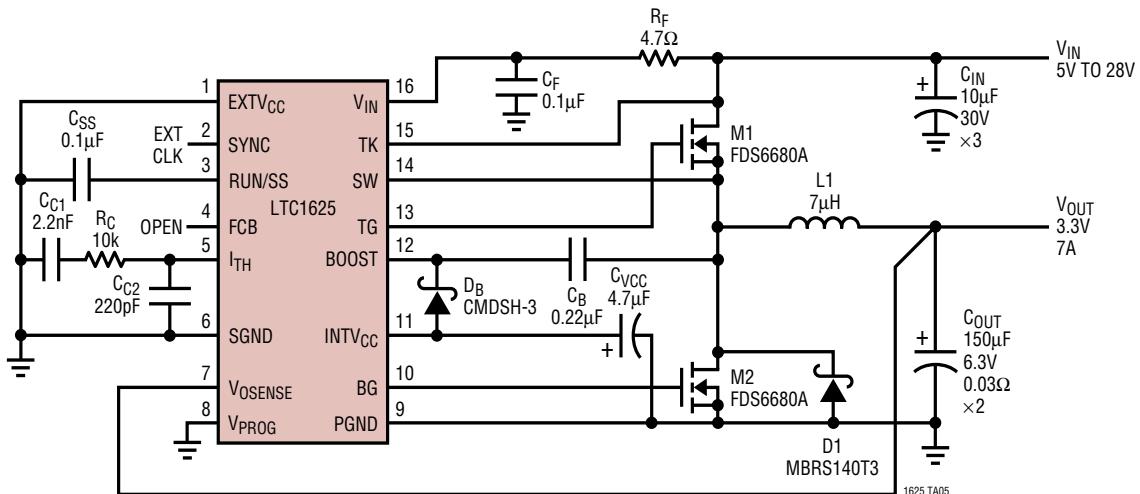 RF
4.7Ω
VIN
5V TO 28V
CF
0.1µF
+
CIN
10µF
30V
×3
1
EXTVCC
VIN
16
CSS
0.1µF
EXT
CLK
2
SYNC
TK
15
M1
FDS6680A
3
RUN/SS
SW
14
LTC1625
CC1
2.2nF
RC
10k
OPEN
4
FCB
TG
13
L1
7µH
VOUT
3.3V
7A
5
ITH
BOOST
12
CC2
220pF
DB
CMDSH-3
CB
0.22µF
CVCC
4.7µF
+
6
SGND
INTVCC
11
+
COUT
150µF
6.3V
0.03Ω
×2
7
VOSENSE
BG
10
M2
FDS6680A
8
VPROG
PGND
9
D1
MBRS140T3
1625 TA05